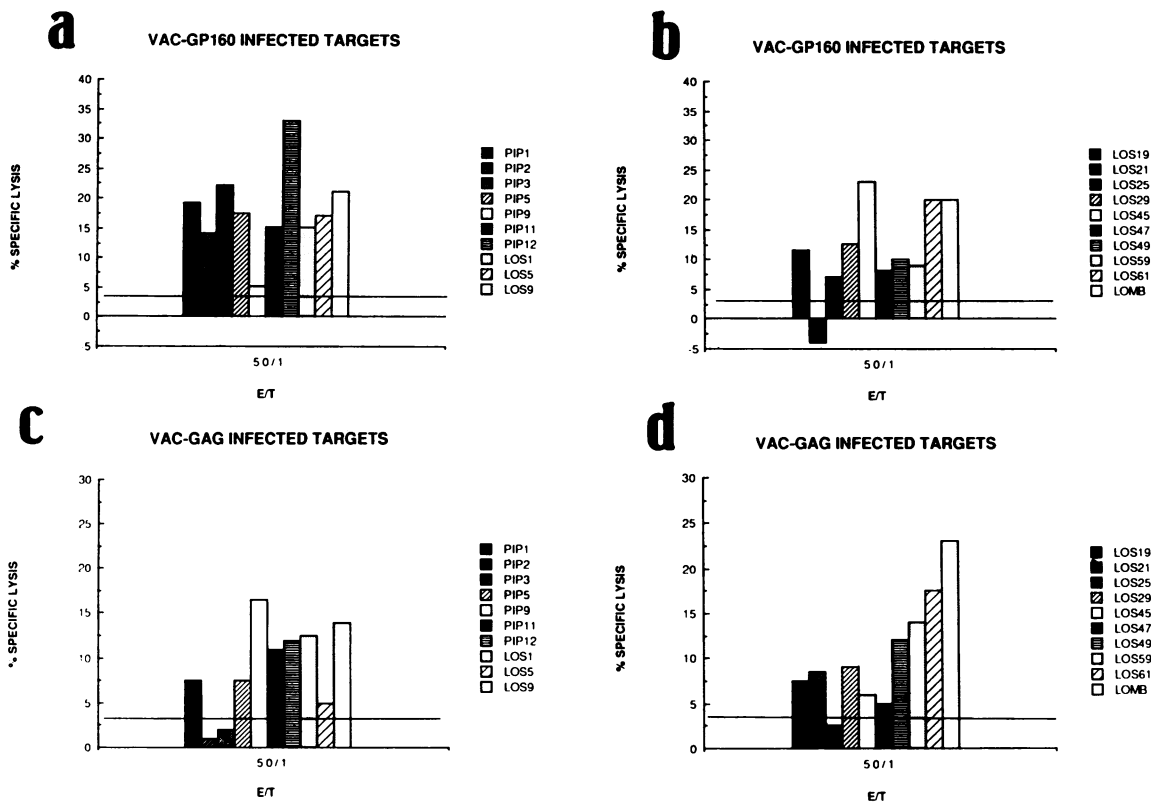 a
VAC-GP160 INFECTED TARGETS
% SPECIFIC LYSIS
40
35
30
25
20
15
10
5
0
5
50/1
E/T
PIP1
PIP2
PIP3
PIP5
PIP9
PIP11
PIP12
LOS1
LOS5
LOS9
b
VAC-GP160 INFECTED TARGETS
% SPECIFIC LYSIS
40
35
30
25
20
15
10
5
0
-5
50/1
E/T
LOS19
LOS21
LOS25
LOS29
LOS45
LOS47
LOS49
LOS59
LOS61
LOMB
c
VAC-GAG INFECTED TARGETS
% SPECIFIC LYSIS
30
25
20
15
10
5
0
50/1
E/T
PIP1
PIP2
PIP3
PIP5
PIP9
PIP11
PIP12
LOS1
LOS5
LOS9
d
VAC-GAG INFECTED TARGETS
% SPECIFIC LYSIS
30
25
20
15
10
5
0
50/1
E/T
LOS19
LOS21
LOS25
LOS29
LOS45
LOS47
LOS49
LOS59
LOS61
LOMB